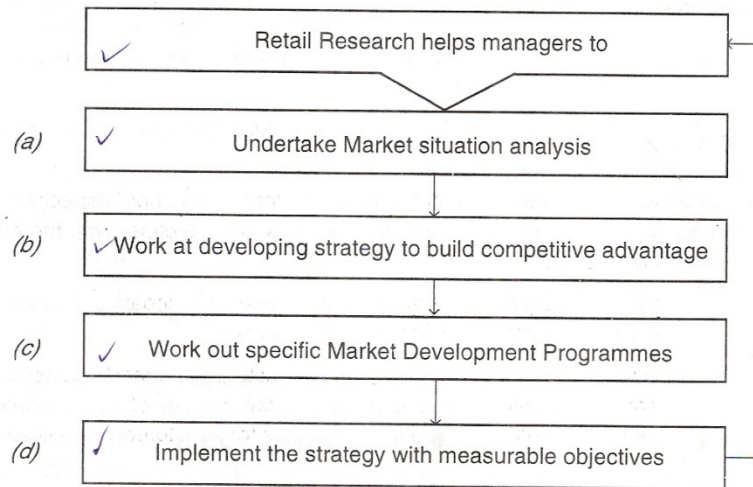 Retail Research helps managers to
(a) Undertake Market situation analysis
(b) Work at developing strategy to build competitive advantage
(c) Work out specific Market Development Programmes
(d) Implement the strategy with measurable objectives